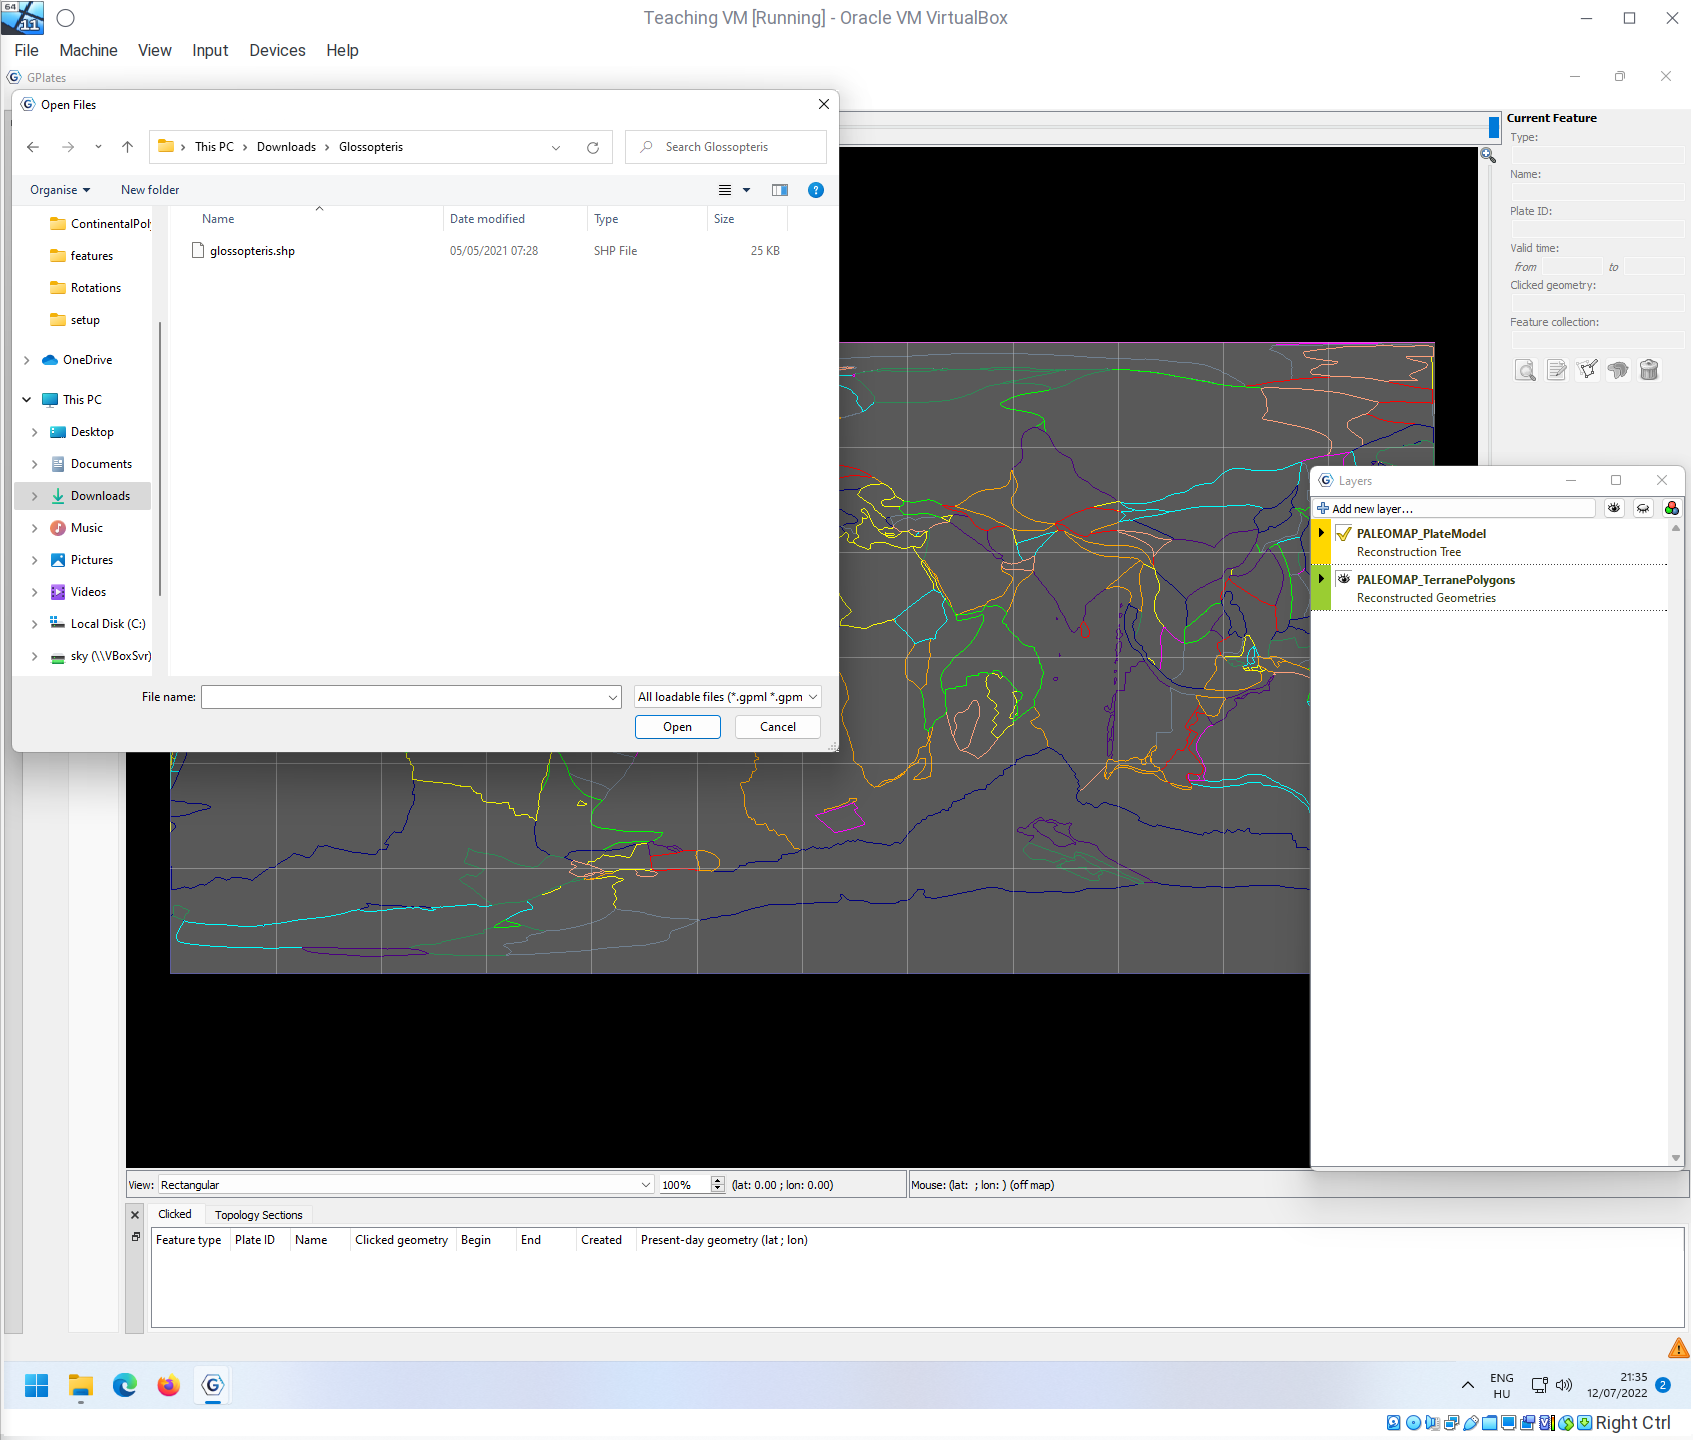 64
11
Teaching VM [Running] - Oracle VM VirtualBox
File Machine View Input Devices Help
GPlates
Open Files
This PC > Downloads > Glossopteris
Search Glossopteris
Organise
New folder
Name
Date modified
Type
Size
glossopteris.shp
05/05/2021 07:28
SHP File
25 KB
ContinentalPoly
features
Rotations
setup
OneDrive
This PC
Desktop
Documents
Downloads
Music
Pictures
Videos
Local Disk (C:)
sky (\\VBoxSvr)
File name:
All loadable files (*.gpml *.gpm
Open
Cancel
Current Feature
Type:
Name:
Plate ID:
Valid time:
from
to
Clicked geometry:
Feature collection:
Layers
Add new layer...
PALEOMAP_PlateModel
Reconstruction Tree
PALEOMAP_TerranePolygons
Reconstructed Geometries
View: Rectangular
100%
(lat: 0.00 ; lon: 0.00)
Mouse: (lat: ; lon: ) (off map)
Clicked
Topology Sections
Feature type
Plate ID
Name
Clicked geometry
Begin
End
Created
Present-day geometry (lat ; lon)
ENG
HU
21:35
12/07/2022
2
Right Ctrl